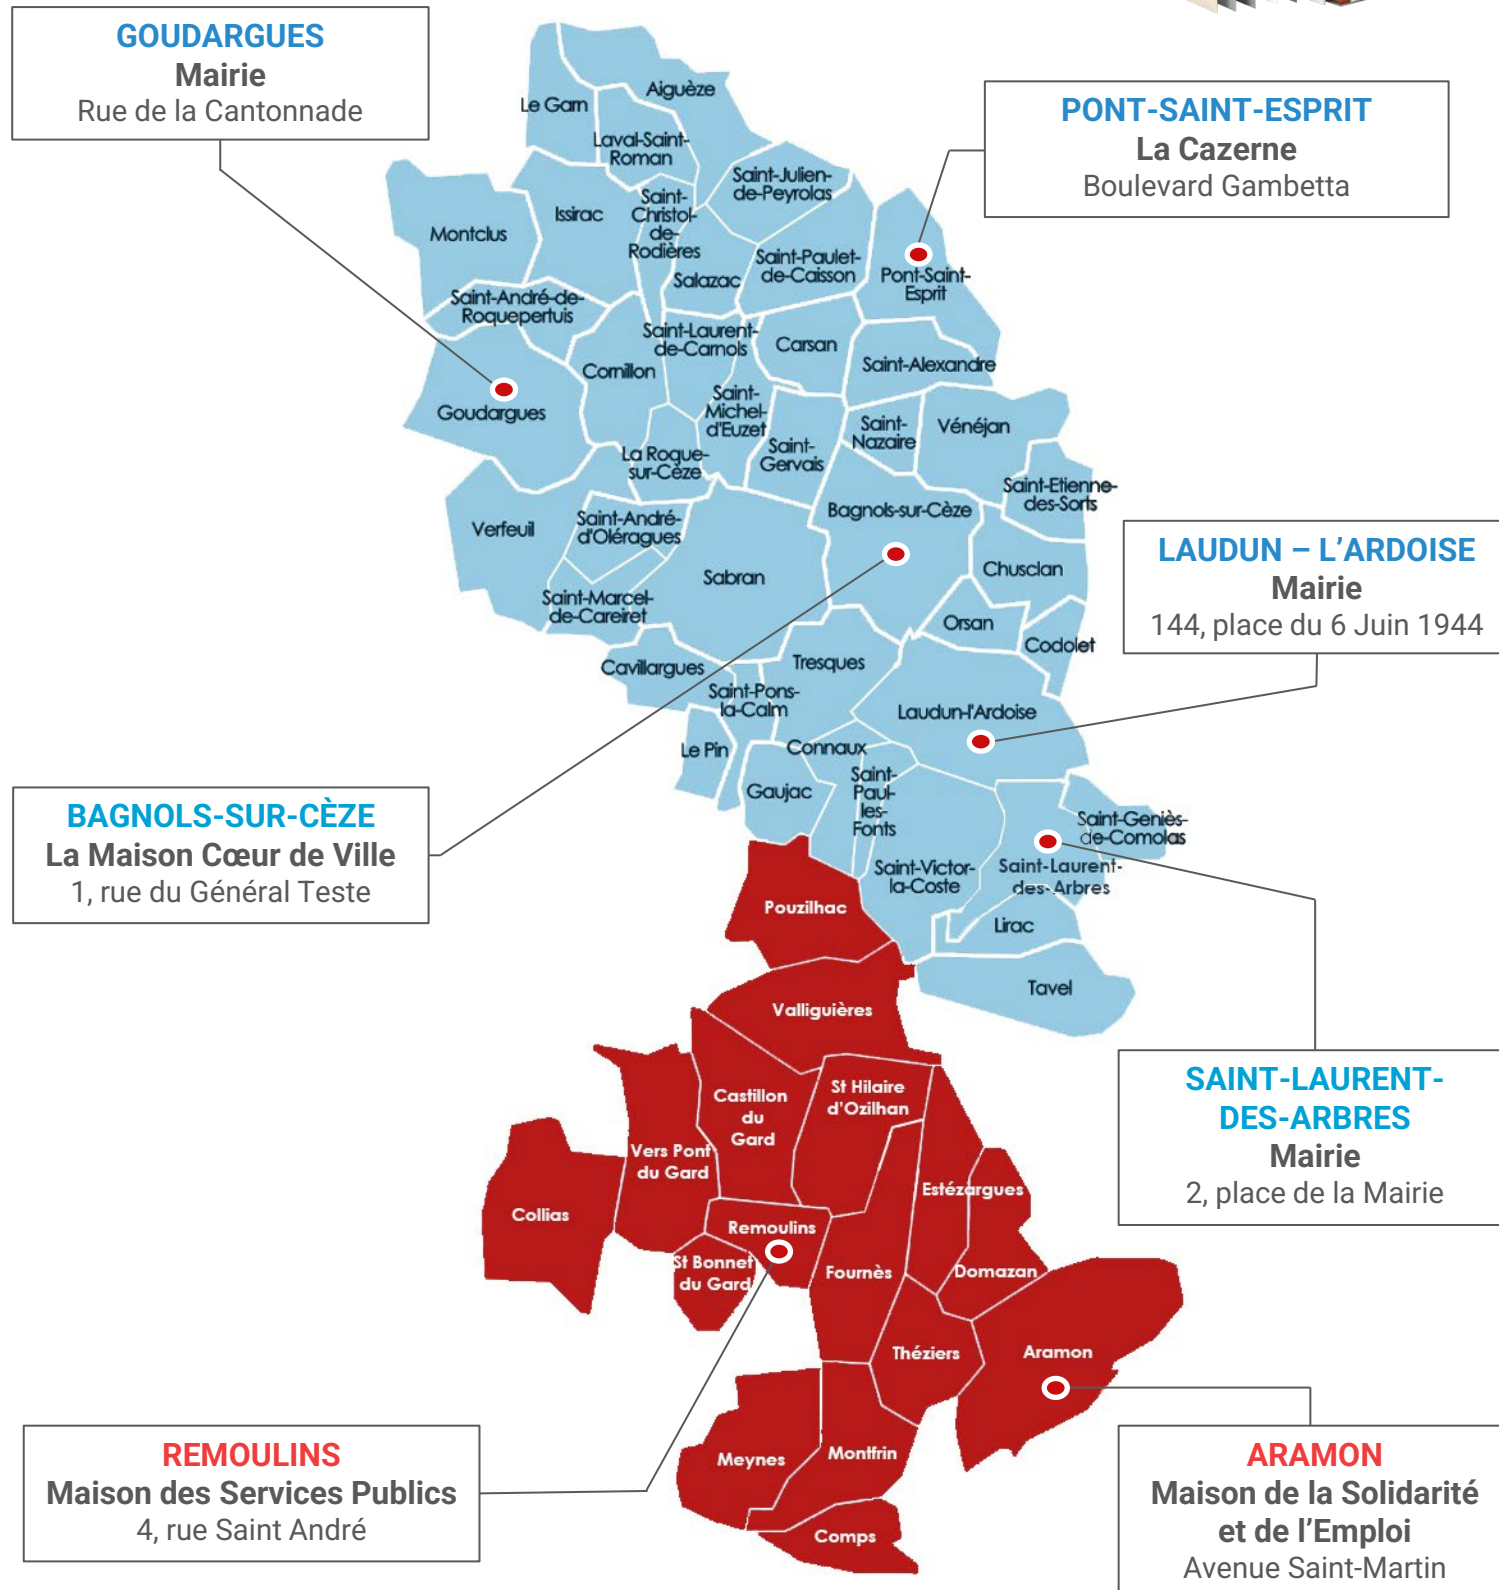 GOUDARGUES
Mairie
Rue de la Cantonnade
PONT-SAINT-ESPRIT
La Cazerne
Boulevard Gambetta
Le Garn
Aiguèze
Laval-Saint-
Roman
Saint-Julien-
de-Peyrolas
Montclus
Issirac
Saint-
Christol-
de-
Rodières
Salazac
Saint-Paulet-
de-Caisson
Pont-Saint-
Esprit
Saint-André-de-
Roquepertuis
Saint-Laurent-
de-Carnols
Carsan
Saint-Alexandre
Cornillon
Goudargues
Saint-
Michel-
d'Euzet
Saint-
Nazaire
Vénéjan
La Roque-
sur-Cèze
Saint-
Gervais
Saint-Etienne-
des-Sorts
Verfeuil
Saint-André-
d'Oléragues
Bagnols-sur-Cèze
Sabran
Chusclan
Saint-Marcel-
de-Careiret
Orsan
Codolet
LAUDUN – L’ARDOISE
Mairie
144, place du 6 Juin 1944
Cavillargues
Tresques
Saint-Pons-
la-Calm
Laudun-l'Ardoise
Le Pin
Connaux
Gaujac
Saint-
Paul-
les-
Fonts
Saint-Geniès-
de-Comolas
Saint-Victor-
la-Coste
Saint-Laurent-
des-Arbres
Lirac
Tavel
BAGNOLS-SUR-CÈZE
La Maison Cœur de Ville
1, rue du Général Teste
Pouzilhac
Valliguières
Castillon
du
Gard
St Hilaire
d'Ozilhan
Vers Pont
du Gard
Estézargues
Collias
Remoulins
St Bonnet
du Gard
Fournès
Domazan
Théziers
Aramon
Meynes
Montfrin
Comps
SAINT-LAURENT-
DES-ARBRES
Mairie
2, place de la Mairie
REMOULINS
Maison des Services Publics
4, rue Saint André
ARAMON
Maison de la Solidarité
et de l’Emploi
Avenue Saint-Martin